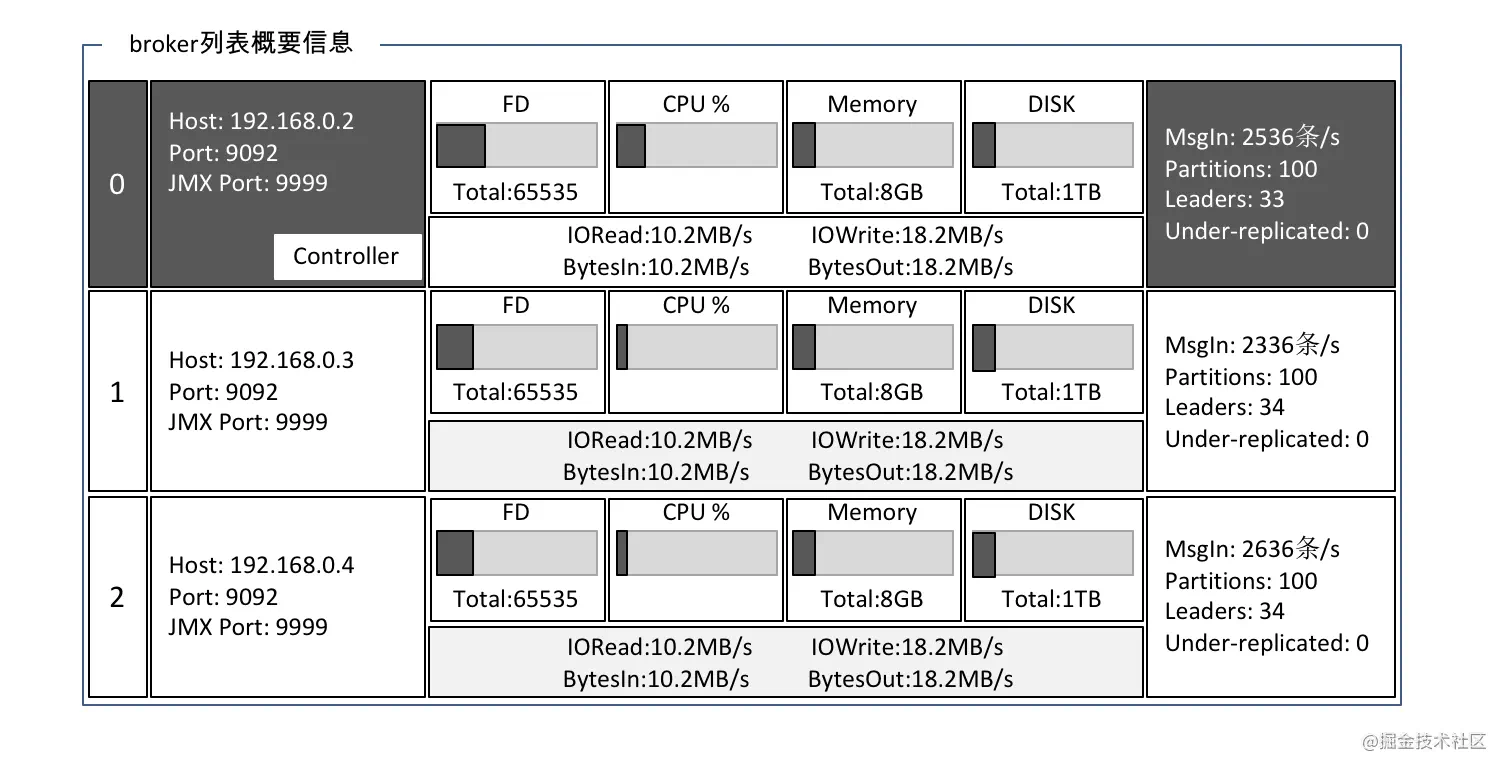 broker列表概要信息
0
Host: 192.168.0.2
Port: 9092
JMX Port: 9999
Controller
FD
CPU %
Memory
DISK
Total:65535
Total:8GB
Total:1TB
IORead:10.2MB/s IOWrite:18.2MB/s
BytesIn:10.2MB/s BytesOut:18.2MB/s
MsgIn: 2536条/s
Partitions: 100
Leaders: 33
Under-replicated: 0
1
Host: 192.168.0.3
Port: 9092
JMX Port: 9999
FD
CPU %
Memory
DISK
Total:65535
Total:8GB
Total:1TB
IORead:10.2MB/s IOWrite:18.2MB/s
BytesIn:10.2MB/s BytesOut:18.2MB/s
MsgIn: 2336条/s
Partitions: 100
Leaders: 34
Under-replicated: 0
2
Host: 192.168.0.4
Port: 9092
JMX Port: 9999
FD
CPU %
Memory
DISK
Total:65535
Total:8GB
Total:1TB
IORead:10.2MB/s IOWrite:18.2MB/s
BytesIn:10.2MB/s BytesOut:18.2MB/s
MsgIn: 2636条/s
Partitions: 100
Leaders: 34
Under-replicated: 0
@掘金技术社区